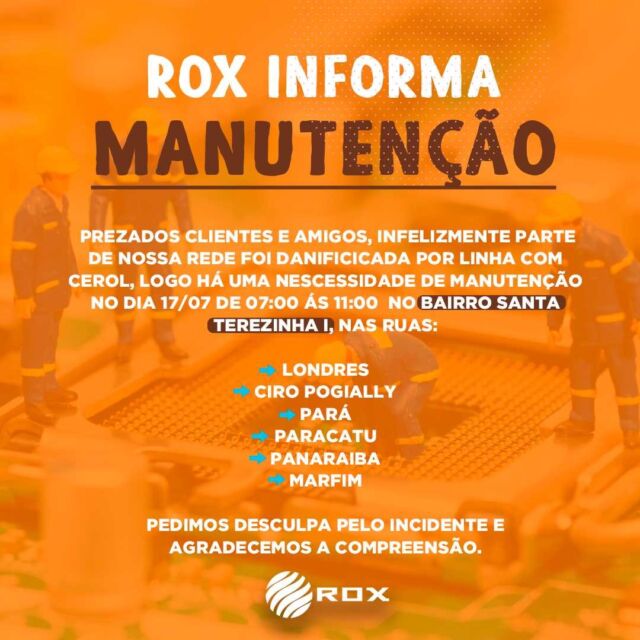 ROX INFORMA
MANUTENÇÃO
PREZADOS CLIENTES E AMIGOS, INFELIZMENTE PARTE
DE NOSSA REDE FOI DANIFICICADA POR LINHA COM
CEROL, LOGO HÁ UMA NESCESSIDADE DE MANUTENÇÃO
NO DIA 17/07 DE 07:00 ÁS 11:00 NO BAIRRO SANTA
TEREZINHA I, NAS RUAS:
LONDRES
CIRO POGIALLY
PARÁ
PARACATU
PANARAIBA
MARFIM
PEDIMOS DESCULPA PELO INCIDENTE E
AGRADECEMOS A COMPREENSÃO.
ROX